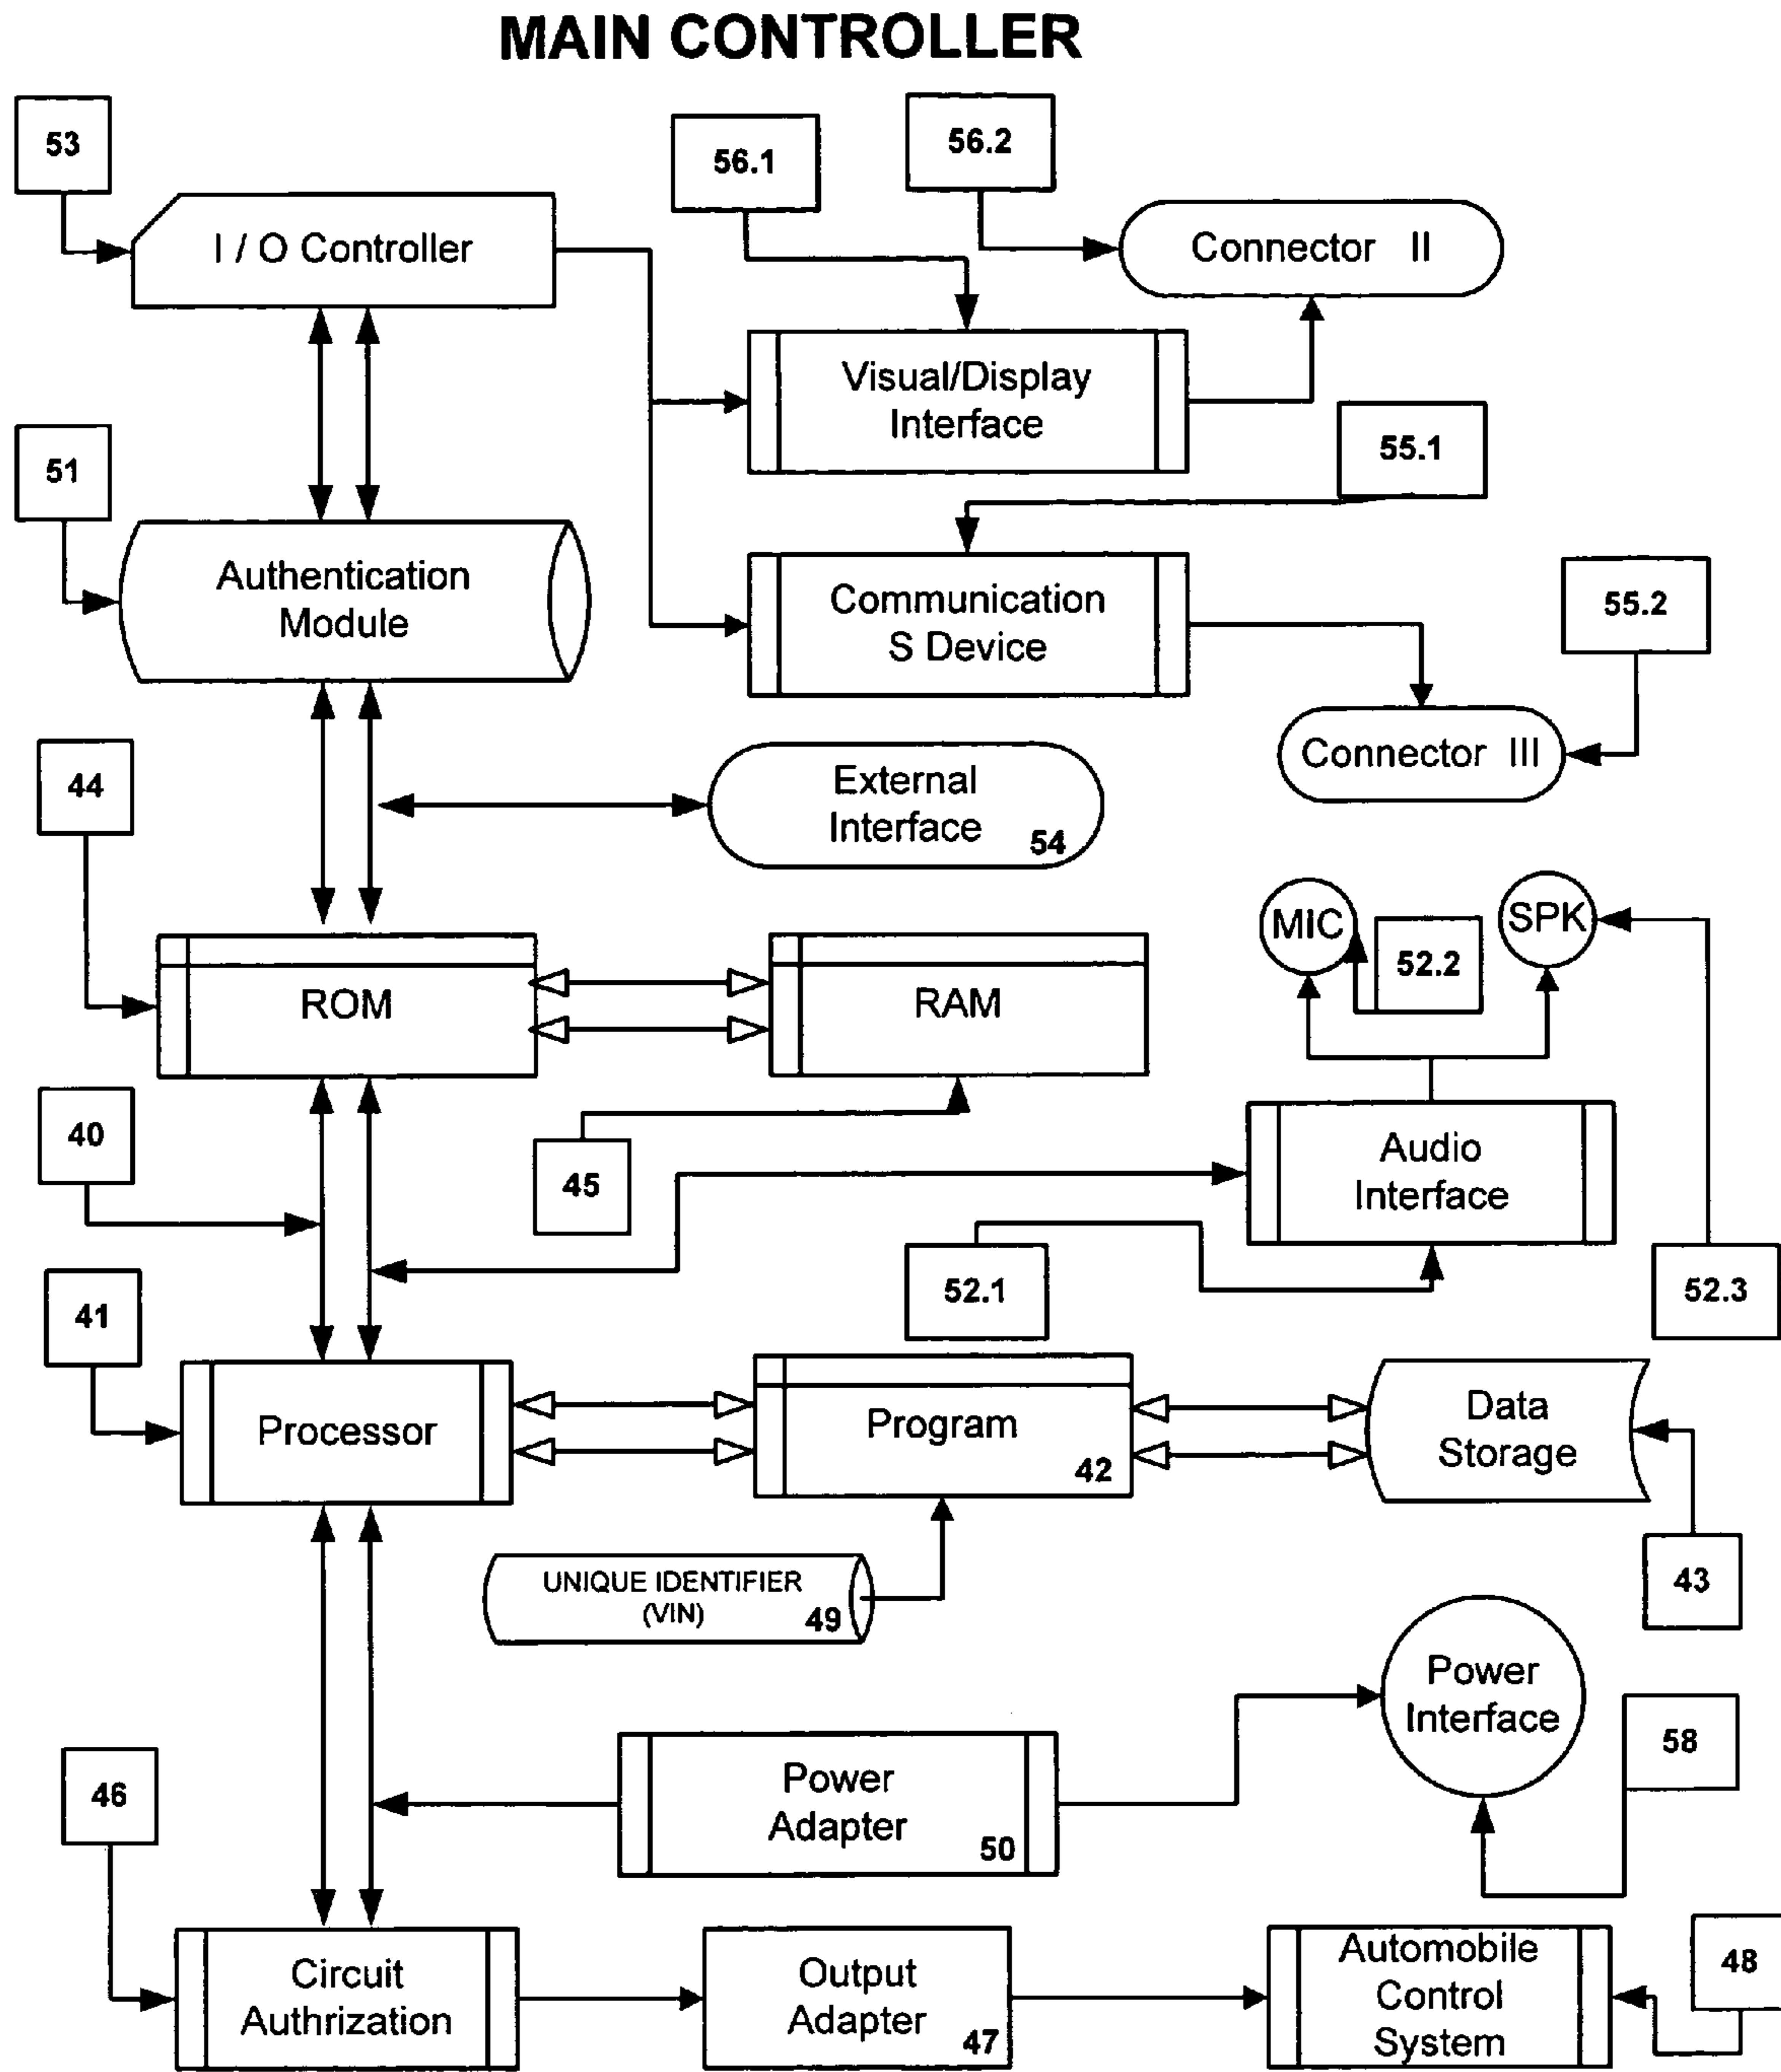 MAIN CONTROLLER
53
56.1
56.2
I / O Controller
Connector II
Visual/Display
Interface
55.1
51
Authentication
Module
Communication
S Device
55.2
Connector III
44
External
Interface
54
MIC
52.2
SPK
ROM
RAM
40
45
Audio
Interface
52.1
52.3
41
Processor
Program
42
Data
Storage
UNIQUE IDENTIFIER
(VIN)
49
43
Power
Interface
58
46
Power
Adapter
50
Circuit
Authrization
Output
Adapter
47
Automobile
Control
System
48